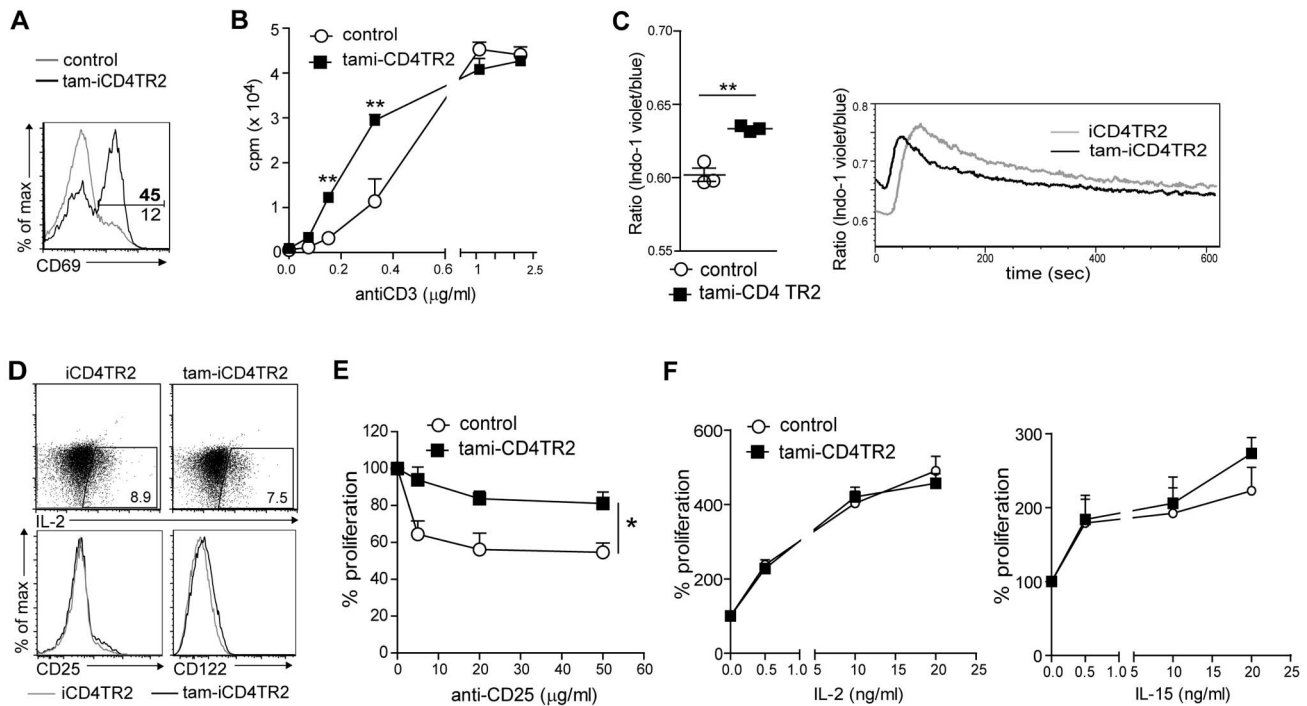 A
control
tam-iCD4TR2
% of max
45
12
CD69
B
control
tami-CD4TR2
cpm (x 10⁴)
5
4
3
2
1
0
**
**
0.0 0.2 0.4 0.6 1 2 2.5
antiCD3 (μg/ml)
C
Ratio (Indo-1 violet/blue)
0.70
0.65
0.60
0.55
**
control
tami-CD4 TR2
Ratio (Indo-1 violet/blue)
0.8
0.7
0.6
iCD4TR2
tam-iCD4TR2
0 200 400 600
time (sec)
D
iCD4TR2 tam-iCD4TR2
8.9 7.5
IL-2
% of max
CD25 CD122
iCD4TR2 tam-iCD4TR2
E
control
tami-CD4TR2
% proliferation
120
100
80
60
40
20
0
*
0 10 20 30 40 50 60
anti-CD25 (μg/ml)
F
control
tami-CD4TR2
% proliferation
600
400
200
0
0.0 0.5 1.0 5 10 15 20 25
IL-2 (ng/ml)
% proliferation
300
200
100
0
0.0 0.5 1.0 5 10 15 20 25
IL-15 (ng/ml)